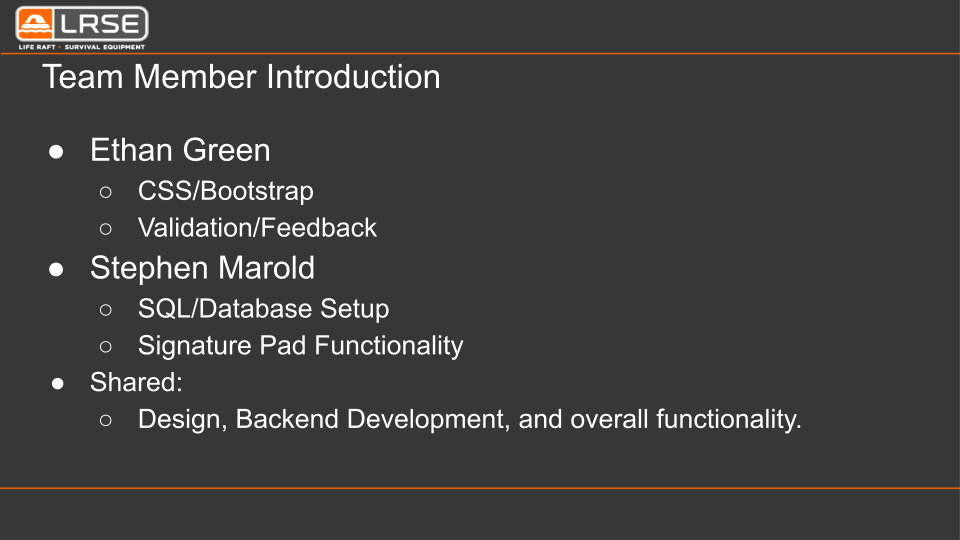 LRSE
LIFE RAFT - SURVIVAL EQUIPMENT
Team Member Introduction
● Ethan Green
○ CSS/Bootstrap
○ Validation/Feedback
● Stephen Marold
○ SQL/Database Setup
○ Signature Pad Functionality
● Shared:
○ Design, Backend Development, and overall functionality.